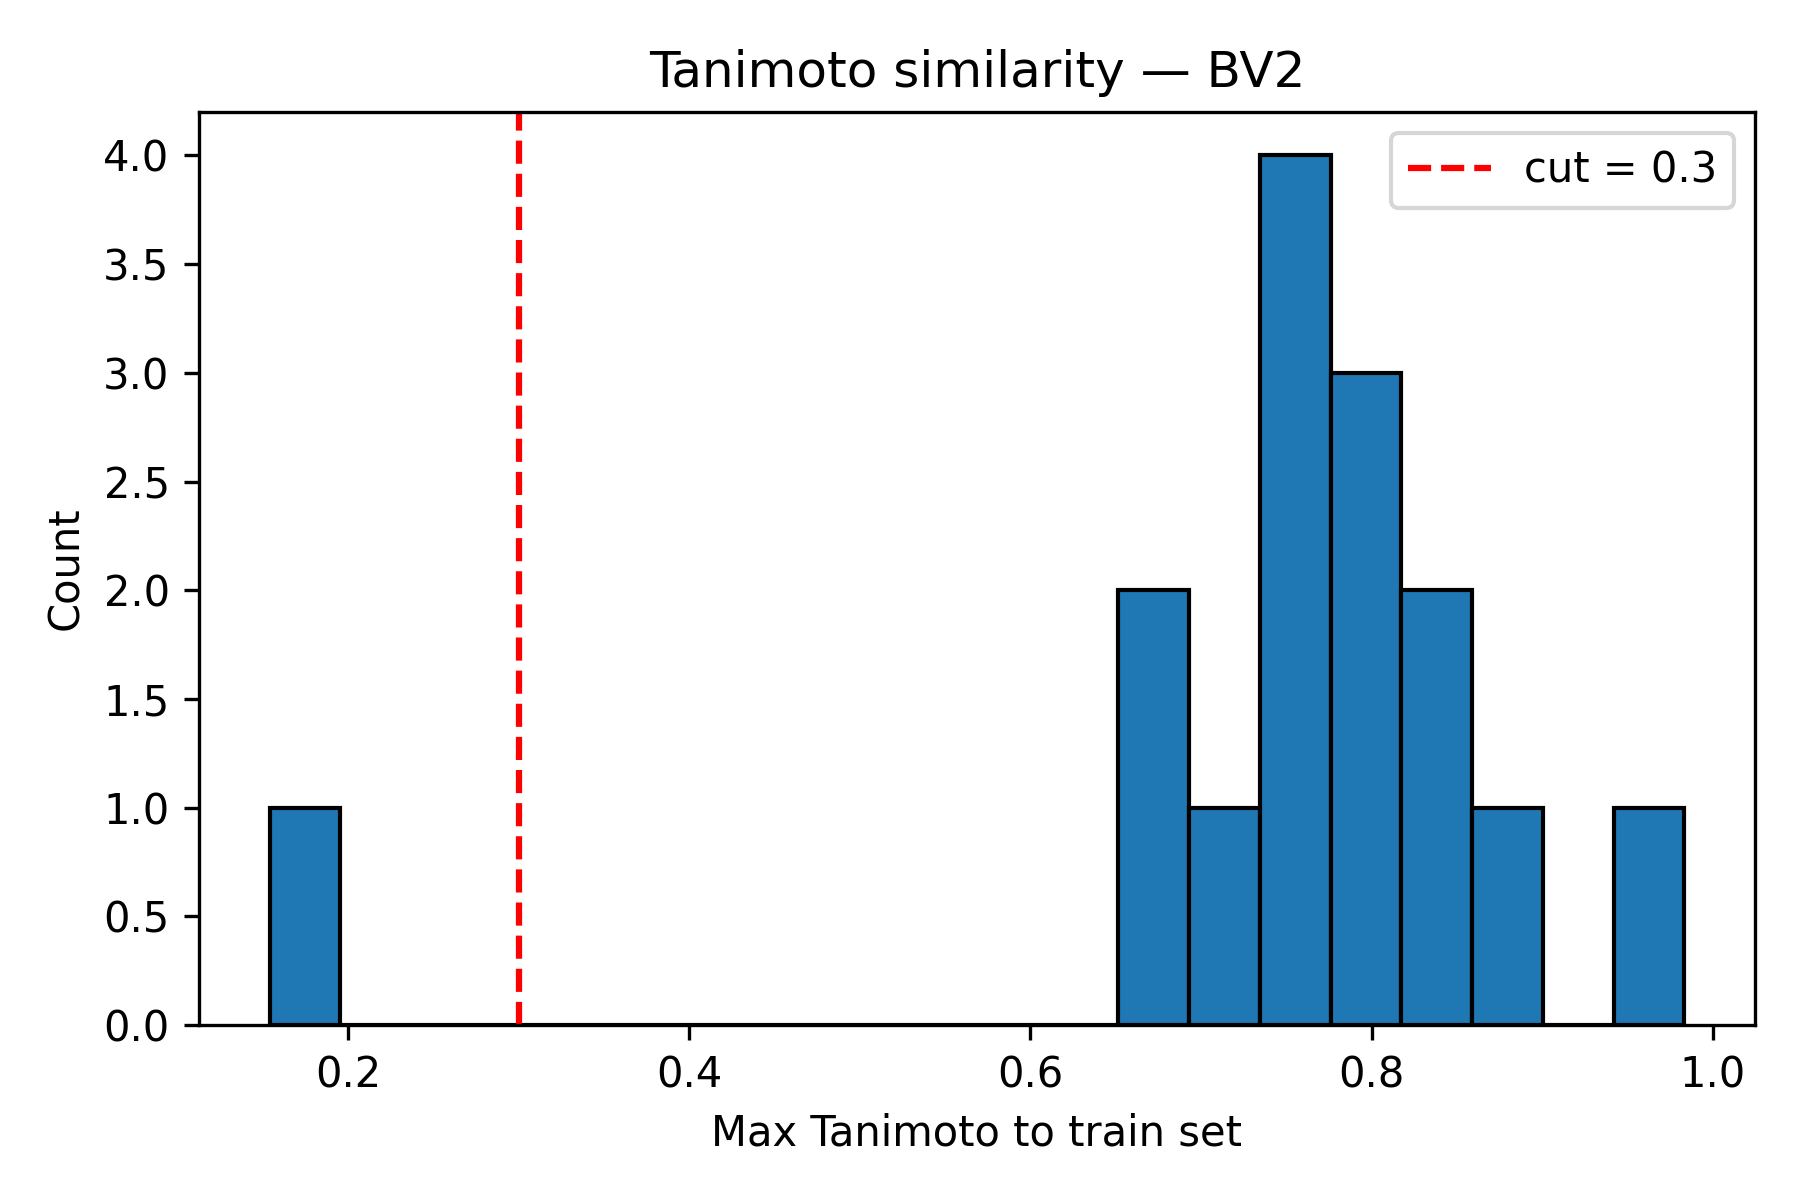 Tanimoto similarity — BV2
cut = 0.3
4.0
3.5
3.0
2.5
2.0
1.5
1.0
0.5
0.0
Count
0.2 0.4 0.6 0.8 1.0
Max Tanimoto to train set